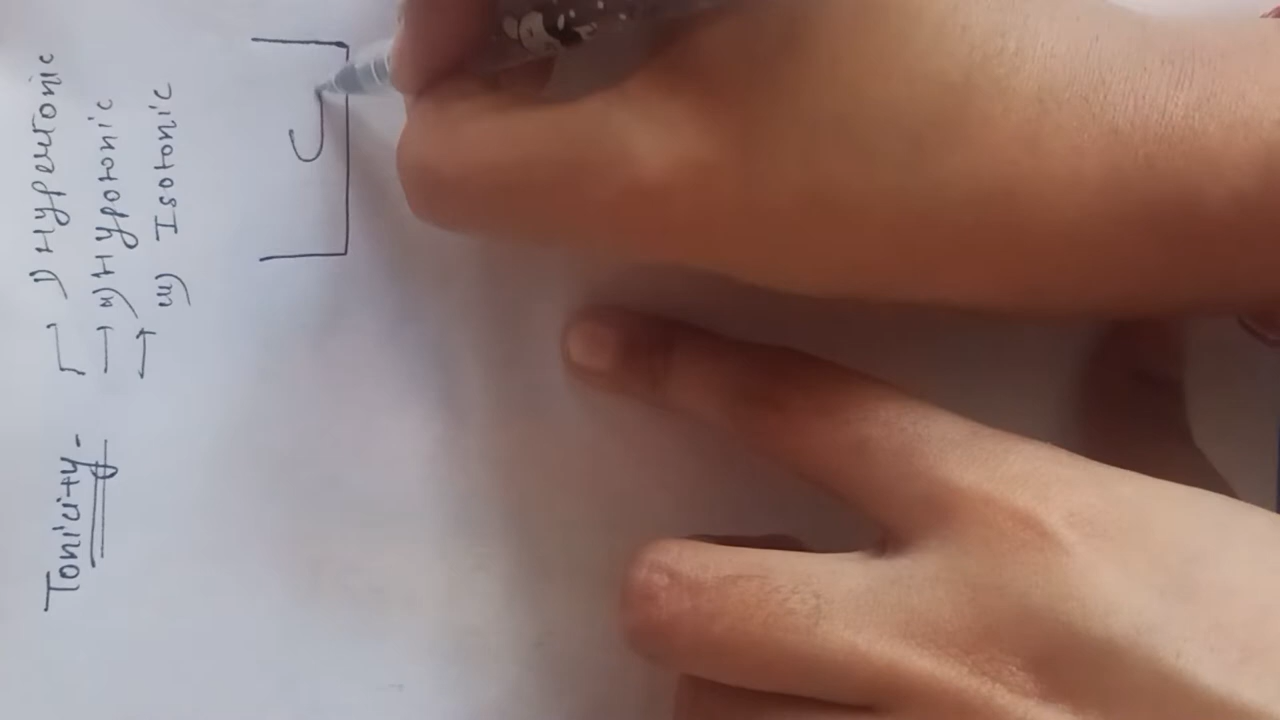 Tonicity - i) Hypertonic
→ ii) Hypotonic
→ iii) Isotonic